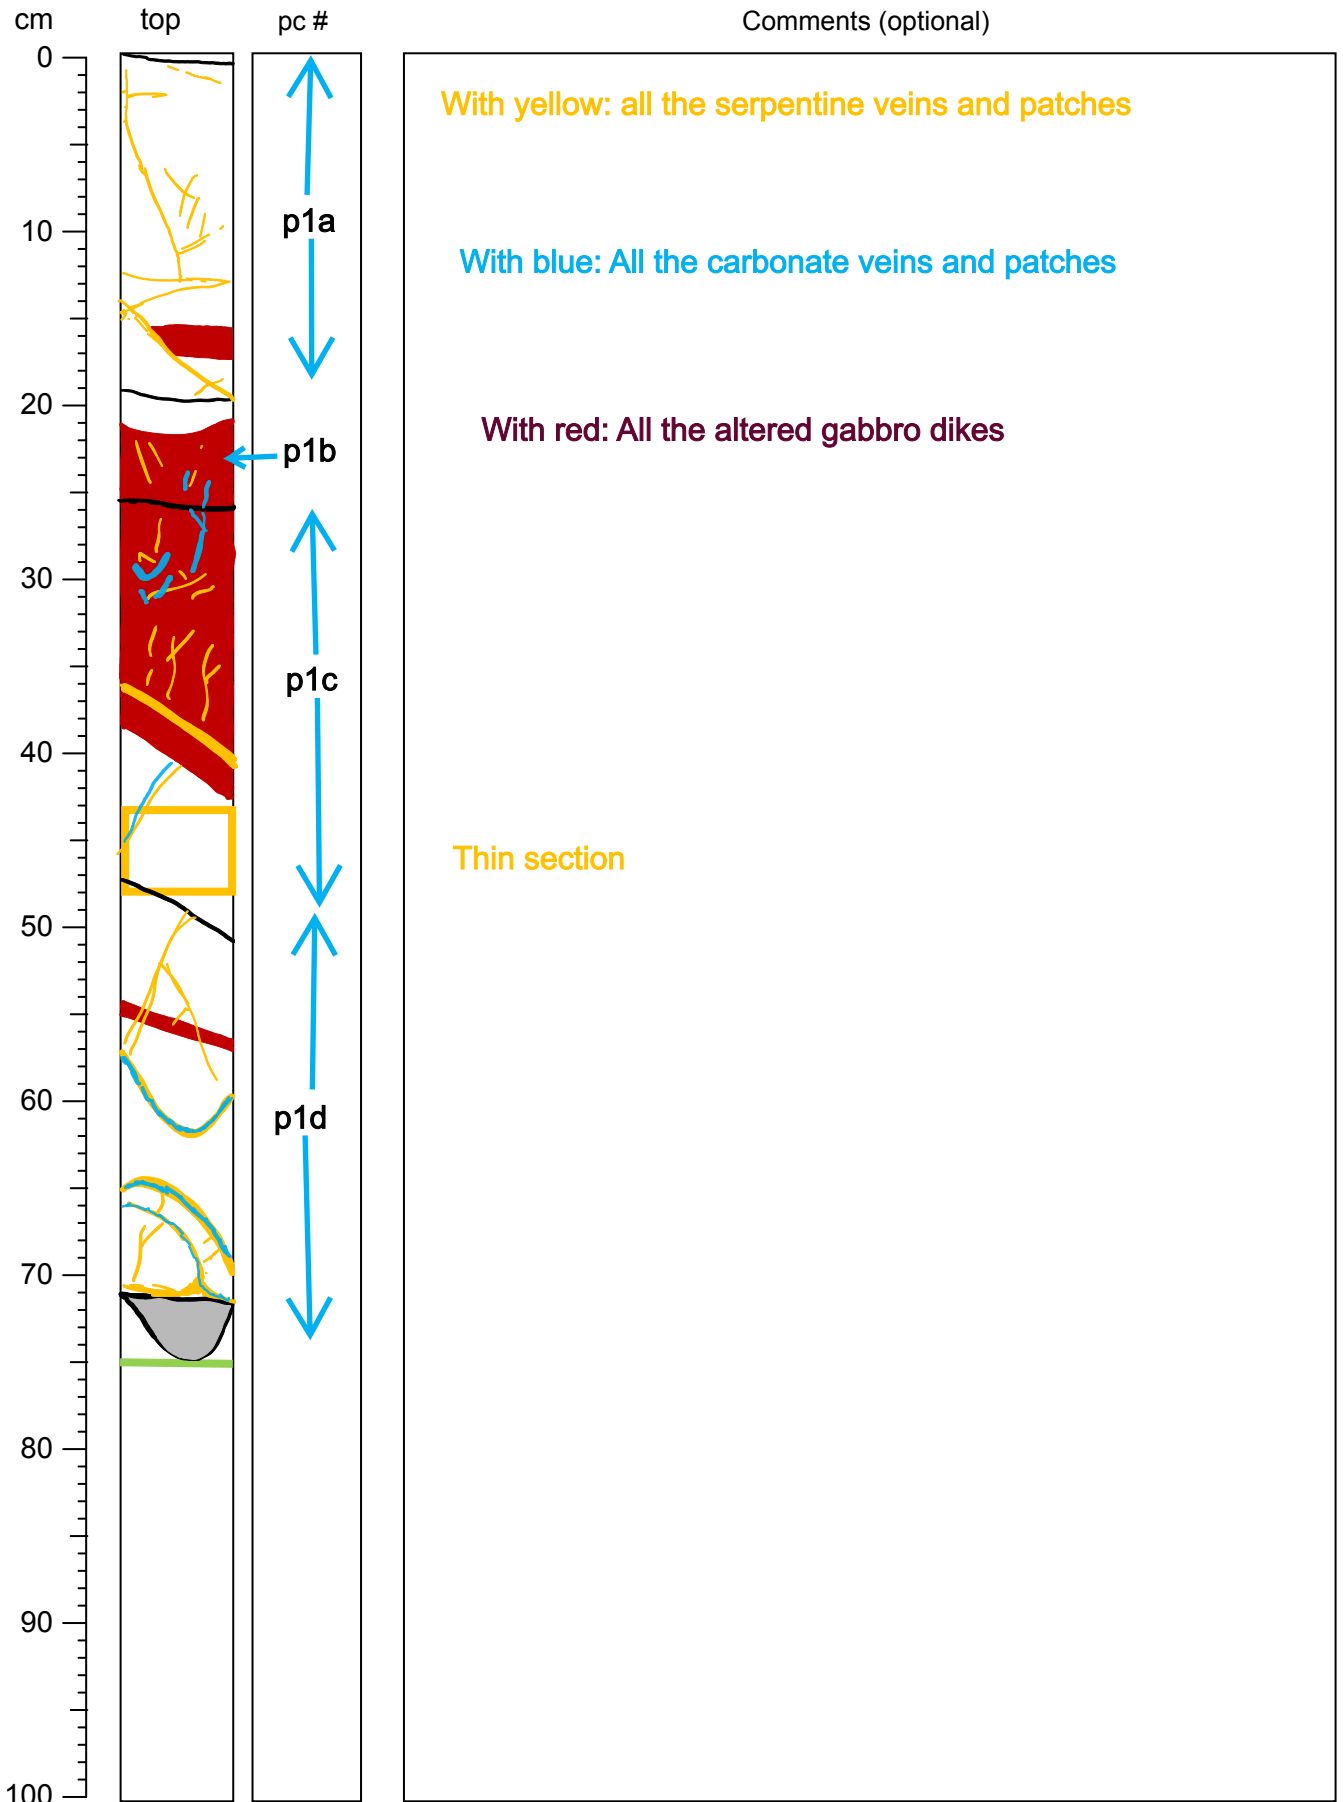 cm top pc # Comments (optional)
0
With yellow: all the serpentine veins and patches
p1a
10
With blue: All the carbonate veins and patches
20
With red: All the altered gabbro dikes
p1b
30
p1c
40
Thin section
50
60
p1d
70
80
90
100